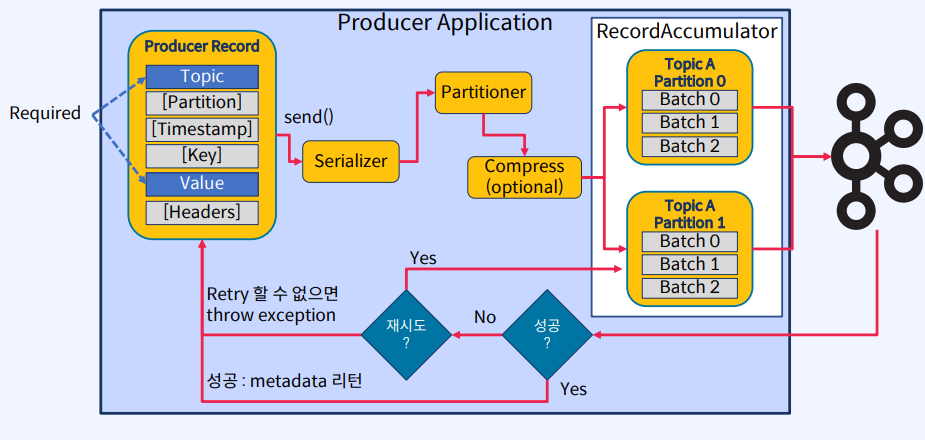 Producer Application
RecordAccumulator
Producer Record
Topic
[Partition]
[Timestamp]
[Key]
Value
[Headers]
Required
send()
Serializer
Partitioner
Compress
(optional)
Topic A
Partition 0
Batch 0
Batch 1
Batch 2
Topic A
Partition 1
Batch 0
Batch 1
Batch 2
Yes
Retry 할 수 없으면
throw exception
재시도
?
No
성공
?
성공 : metadata 리턴
Yes